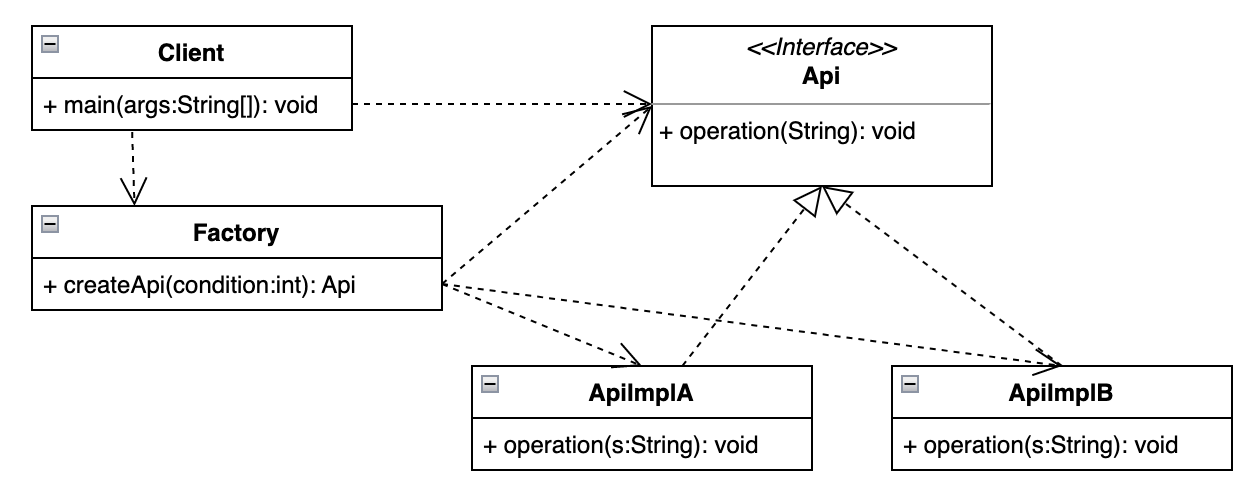 Client
+ main(args:String[]): void
<<Interface>>
Api
+ operation(String): void
Factory
+ createApi(condition:int): Api
ApiImplA
+ operation(s:String): void
ApiImplB
+ operation(s:String): void